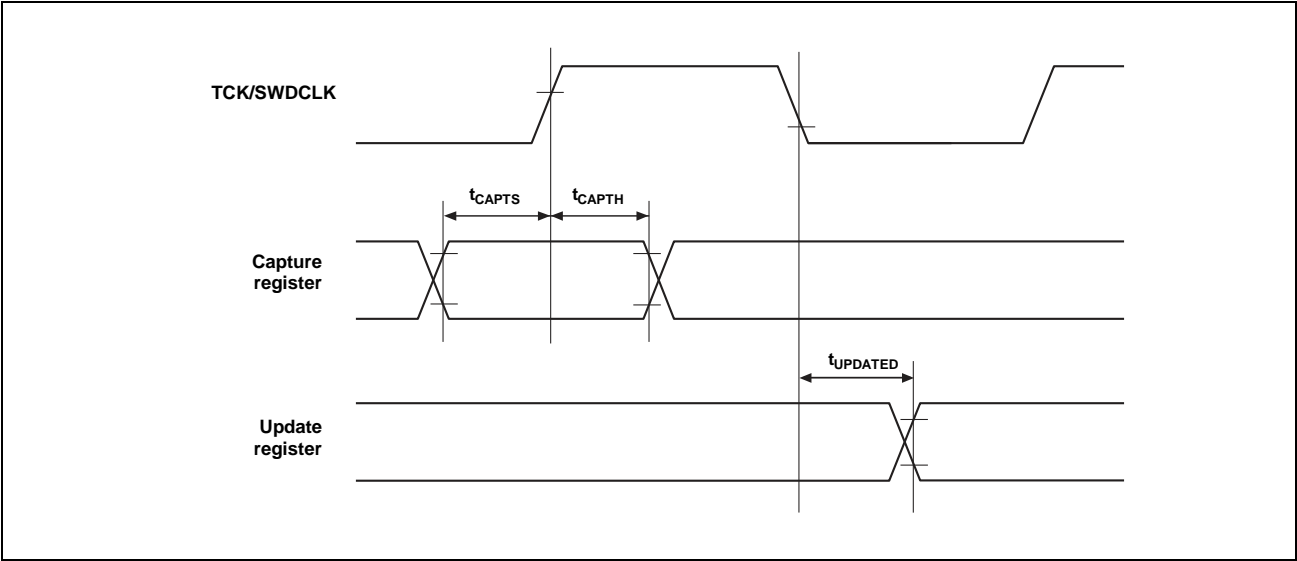 TCK/SWDCLK
tCAPTS
tCAPTH
Capture
register
tUPDATED
Update
register